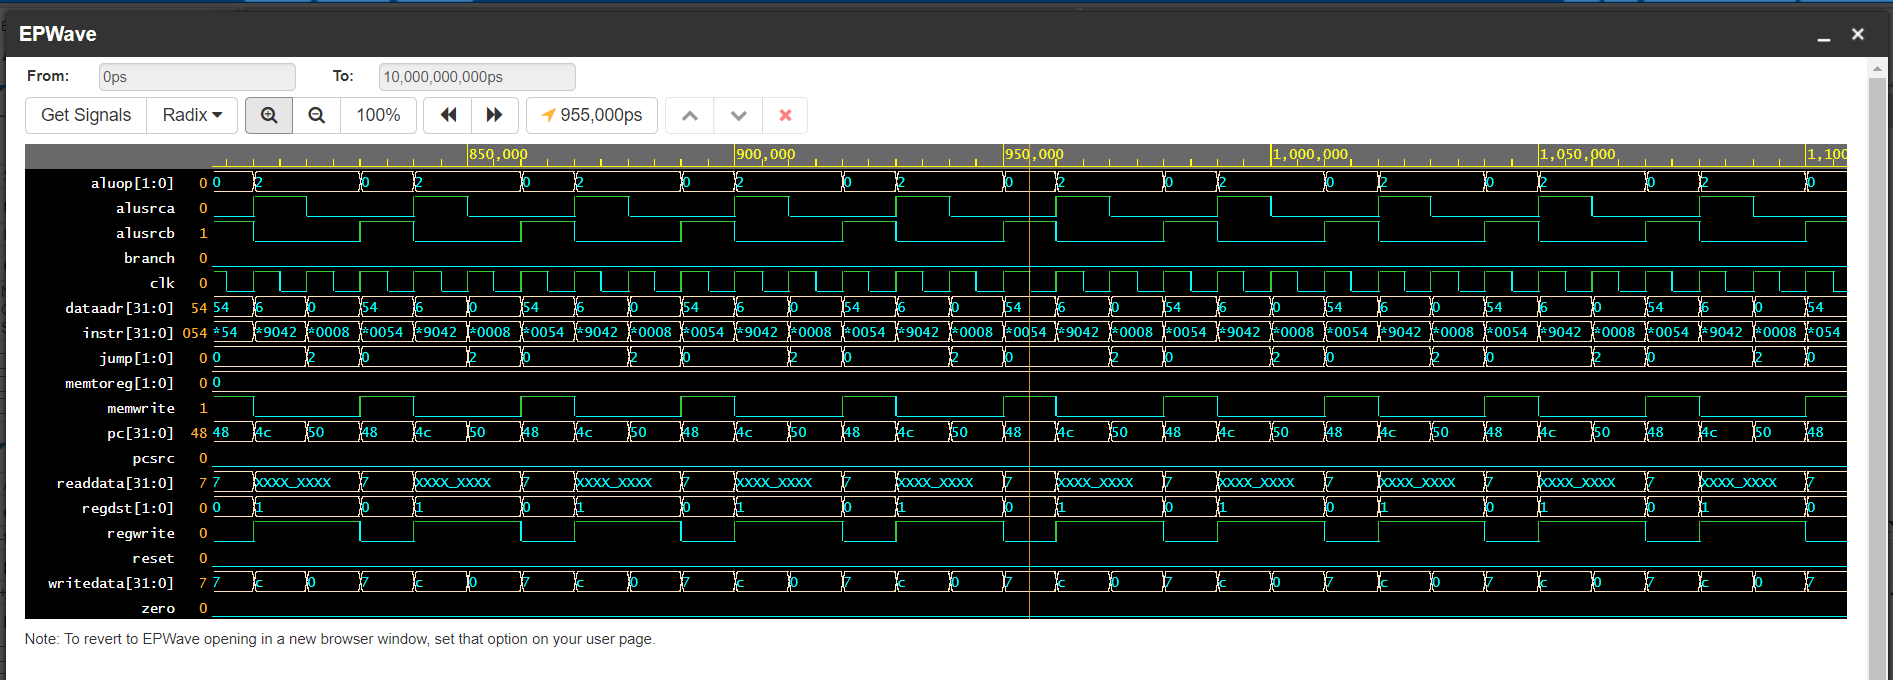 EPWave
From: 0ps To: 10,000,000,000ps
Get Signals Radix 100% 955,000ps
850,000 900,000 950,000 1,000,000 1,050,000 1,100
aluop[1:0] 0 0 2 0 2 0 2 0 2 0 2 0 2 0 2 0 2 0 2 0 2 0
alusrca 0
alusrcb 1
branch 0
clk 0
dataadr[31:0] 54 54 6 0 54 6 0 54 6 0 54 6 0 54 6 0 54 6 0 54 6 0 54 6 0 54 6 0 54 6 0 54
instr[31:0] 054 *54 *9042 *0008 *0054 *9042 *0008 *0054 *9042 *0008 *0054 *9042 *0008 *0054 *9042 *0008 *0054 *9042 *0008 *0054 *9042 *0008 *0054 *9042 *0008 *0054 *9042 *0008 *0054 *9042 *0008 *054
jump[1:0] 0 0 2 0 2 0 2 0 2 0 2 0 2 0 2 0 2 0 2 0 2 0
memtoreg[1:0] 0 0
memwrite 1
pc[31:0] 48 48 4c 50 48 4c 50 48 4c 50 48 4c 50 48 4c 50 48 4c 50 48 4c 50 48 4c 50 48 4c 50 48 4c 50 48
pcsrc 0
readdata[31:0] 7 7 XXXX_XXXX 7 XXXX_XXXX 7 XXXX_XXXX 7 XXXX_XXXX 7 XXXX_XXXX 7 XXXX_XXXX 7 XXXX_XXXX 7 XXXX_XXXX 7 XXXX_XXXX 7 XXXX_XXXX 7
regdst[1:0] 0 0 1 0 1 0 1 0 1 0 1 0 1 0 1 0 1 0 1 0 1 0
regwrite 0
reset 0
writedata[31:0] 7 7 c 0 7 c 0 7 c 0 7 c 0 7 c 0 7 c 0 7 c 0 7 c 0 7 c 0 7 c 0 7
zero 0
Note: To revert to EPWave opening in a new browser window, set that option on your user page.